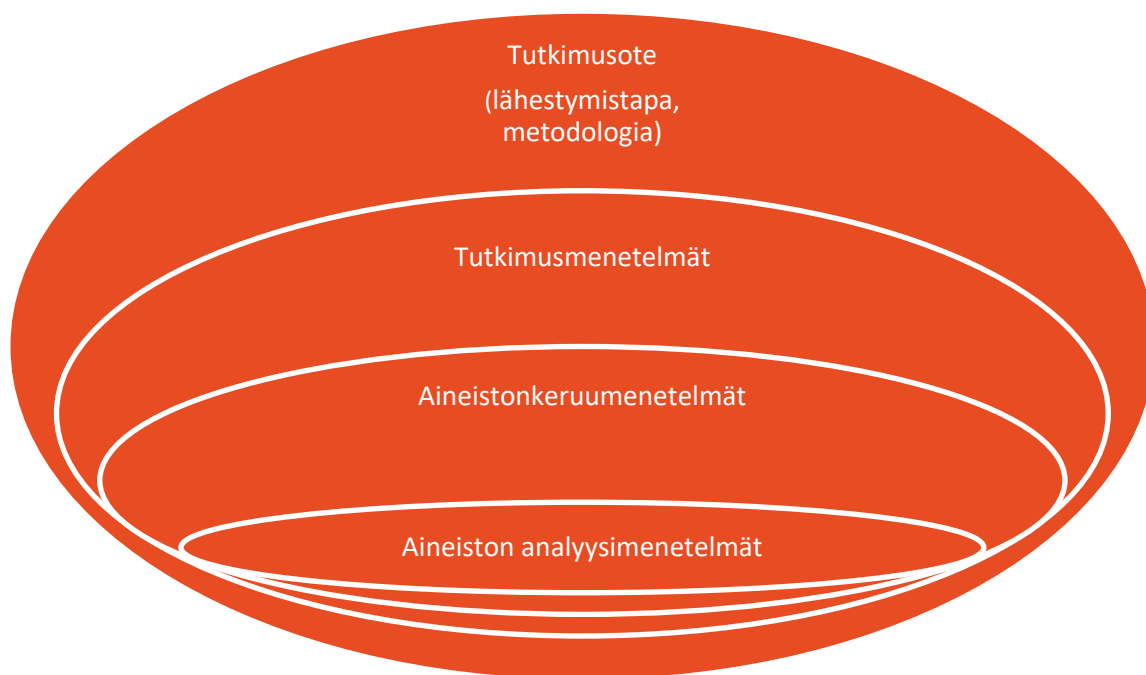 Tutkimusote
(lähestymistapa,
metodologia)
Tutkimusmenetelmät
Aineistonkeruumenetelmät
Aineiston analyysimenetelmät